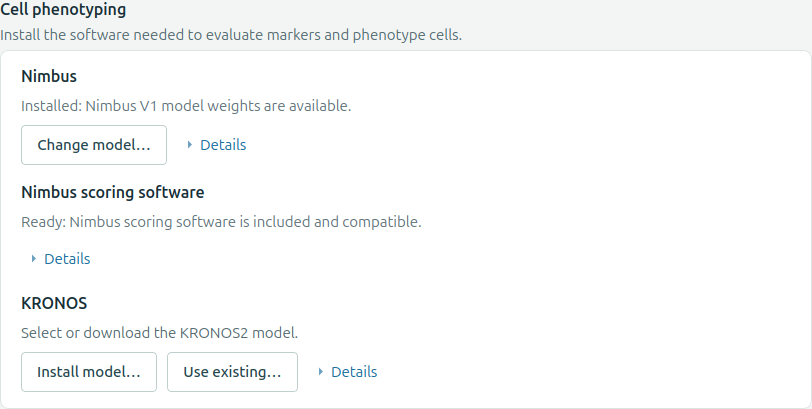 Cell phenotyping
Install the software needed to evaluate markers and phenotype cells.
Nimbus
Installed: Nimbus V1 model weights are available.
Change model… Details
Nimbus scoring software
Ready: Nimbus scoring software is included and compatible.
Details
KRONOS
Select or download the KRONOS2 model.
Install model… Use existing… Details